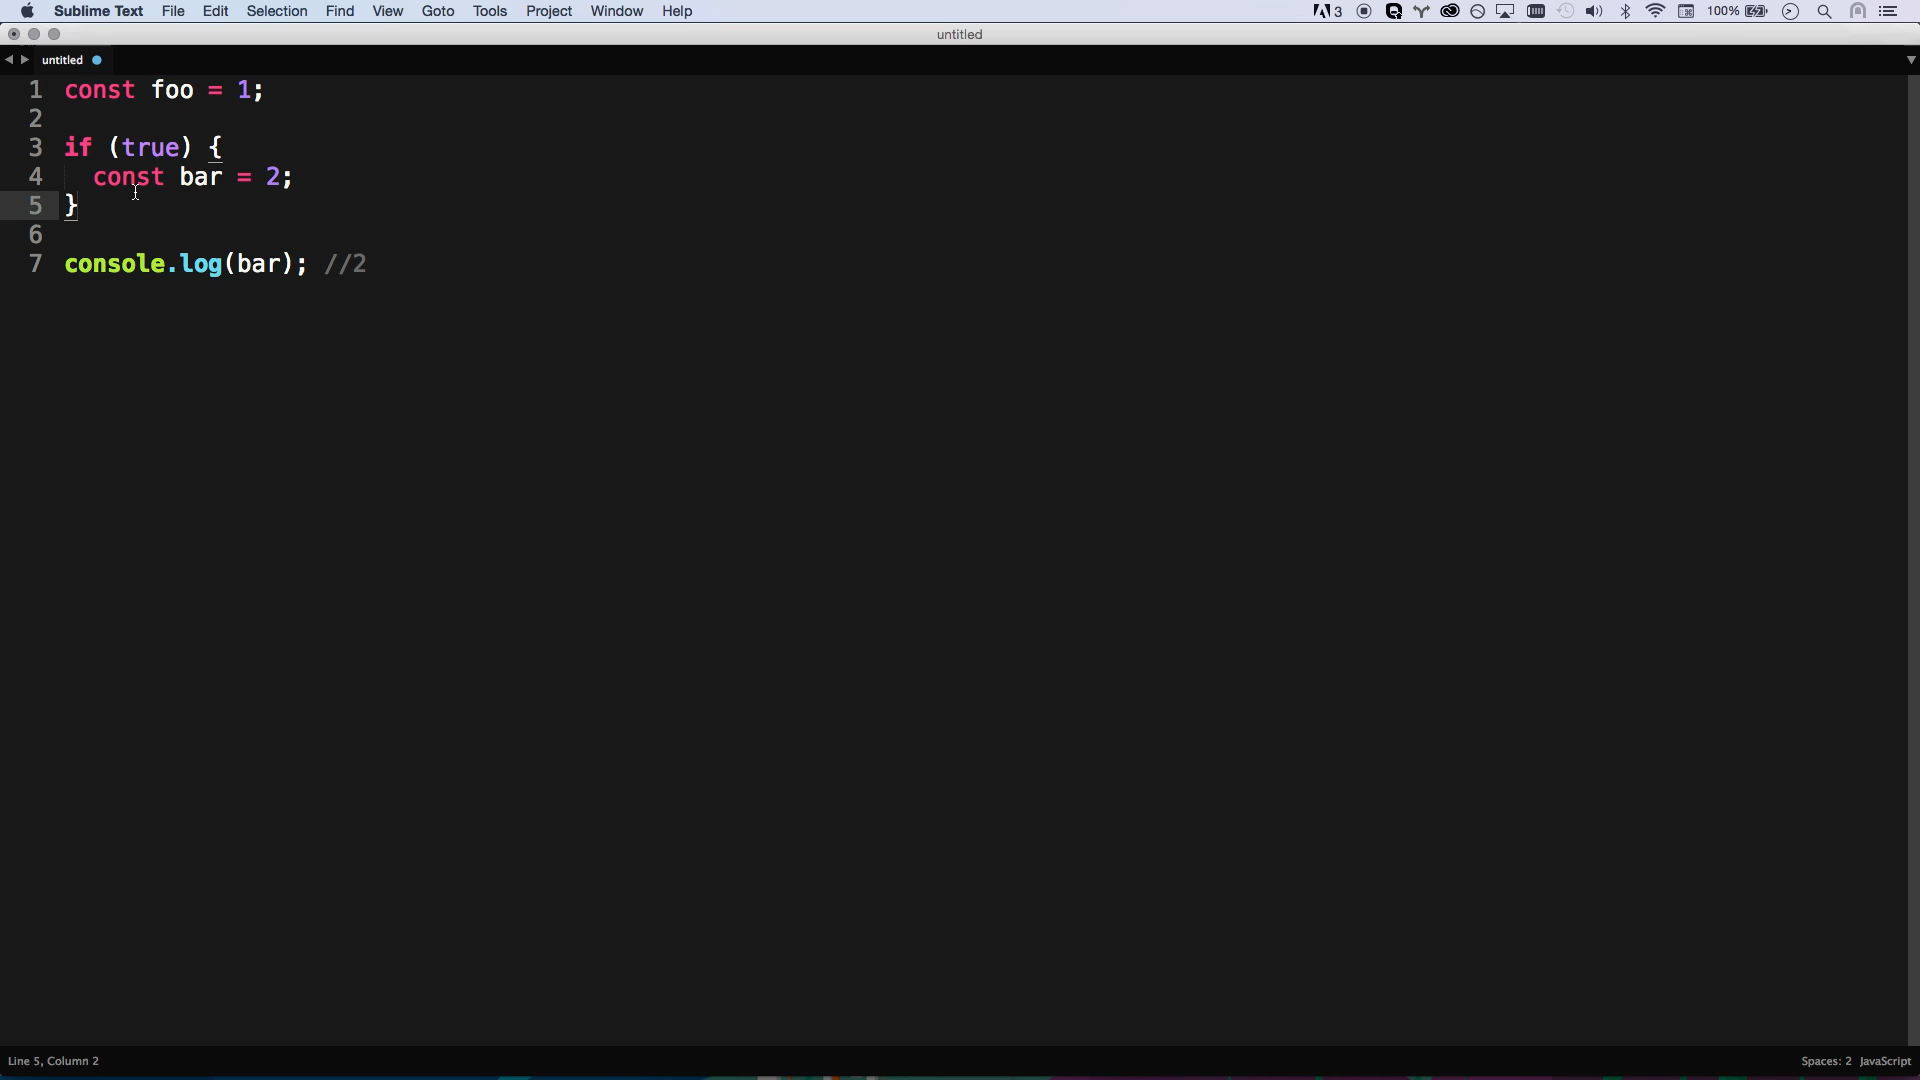 Sublime Text File Edit Selection Find View Goto Tools Project Window Help 3 100%
untitled
untitled
1 const foo = 1;
2
3 if (true) {
4   const bar = 2;
5 }
6
7 console.log(bar); //2
Line 5, Column 2 Spaces: 2 JavaScript